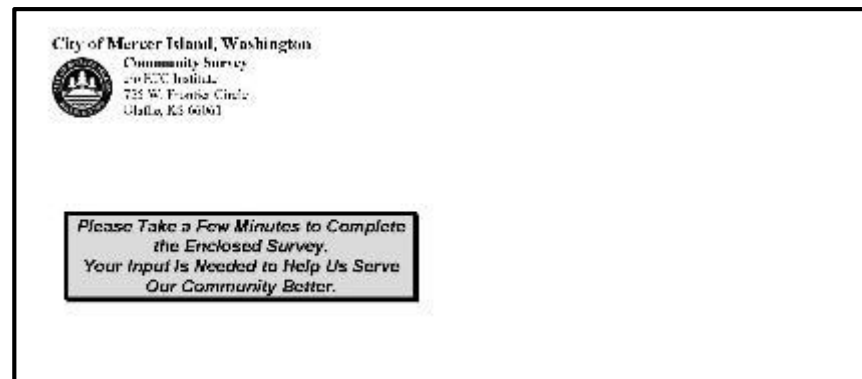 City of Mercer Island, Washington
Community Survey
c/o ETC Institute
725 W. Frontier Circle
Olathe, KS 66061
Please Take a Few Minutes to Complete
the Enclosed Survey.
Your Input Is Needed to Help Us Serve
Our Community Better.